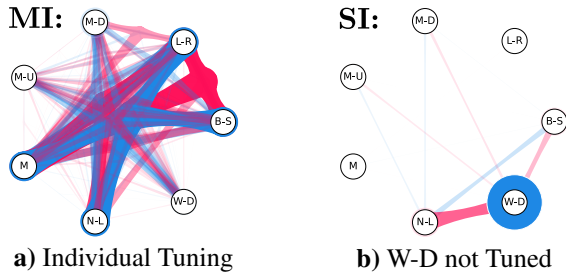 MI:
M-D
L-R
M-U
B-S
M
W-D
N-L
a) Individual Tuning
SI:
M-D
L-R
M-U
B-S
M
W-D
N-L
b) W-D not Tuned